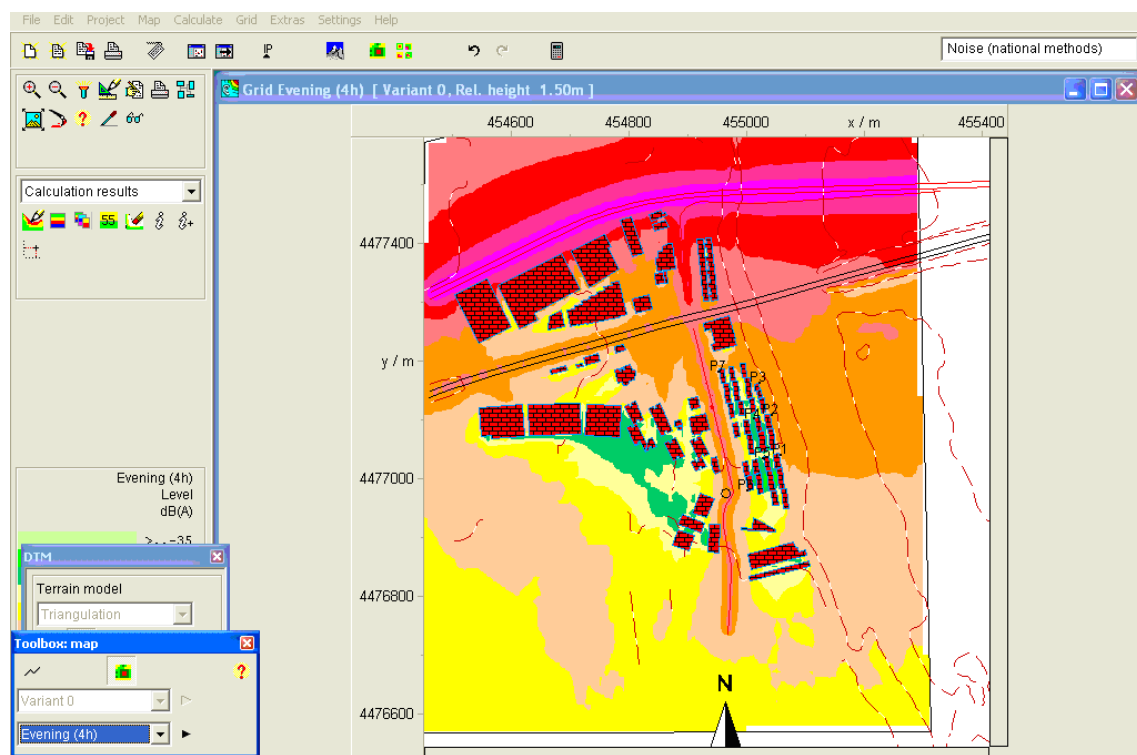 File Edit Project Map Calculate Grid Extras Settings Help
Noise (national methods)
Grid Evening (4h) [ Variant 0, Rel. height 1.50m ]
454600 454800 455000 x / m 455400
Calculation results
55
4477400
y / m
P7
P3
P4
P2
P1
4477000
Evening (4h)
Level
dB(A)
>..-35
DTM
Terrain model
Triangulation
4476800
Toolbox: map
Variant 0
Evening (4h)
N
4476600